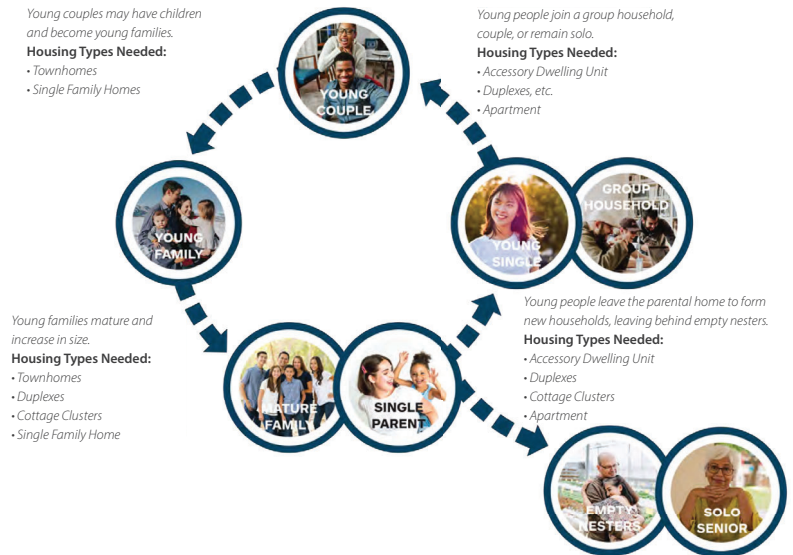 Young couples may have children
and become young families.
Housing Types Needed:
• Townhomes
• Single Family Homes
YOUNG
COUPLE
Young people join a group household,
couple, or remain solo.
Housing Types Needed:
• Accessory Dwelling Unit
• Duplexes, etc.
• Apartment
YOUNG
FAMILY
YOUNG
SINGLE
GROUP
HOUSEHOLD
Young families mature and
increase in size.
Housing Types Needed:
• Townhomes
• Duplexes
• Cottage Clusters
• Single Family Home
MATURE
FAMILY
SINGLE
PARENT
Young people leave the parental home to form
new households, leaving behind empty nesters.
Housing Types Needed:
• Accessory Dwelling Unit
• Duplexes
• Cottage Clusters
• Apartment
EMPTY
NESTERS
SOLO
SENIOR